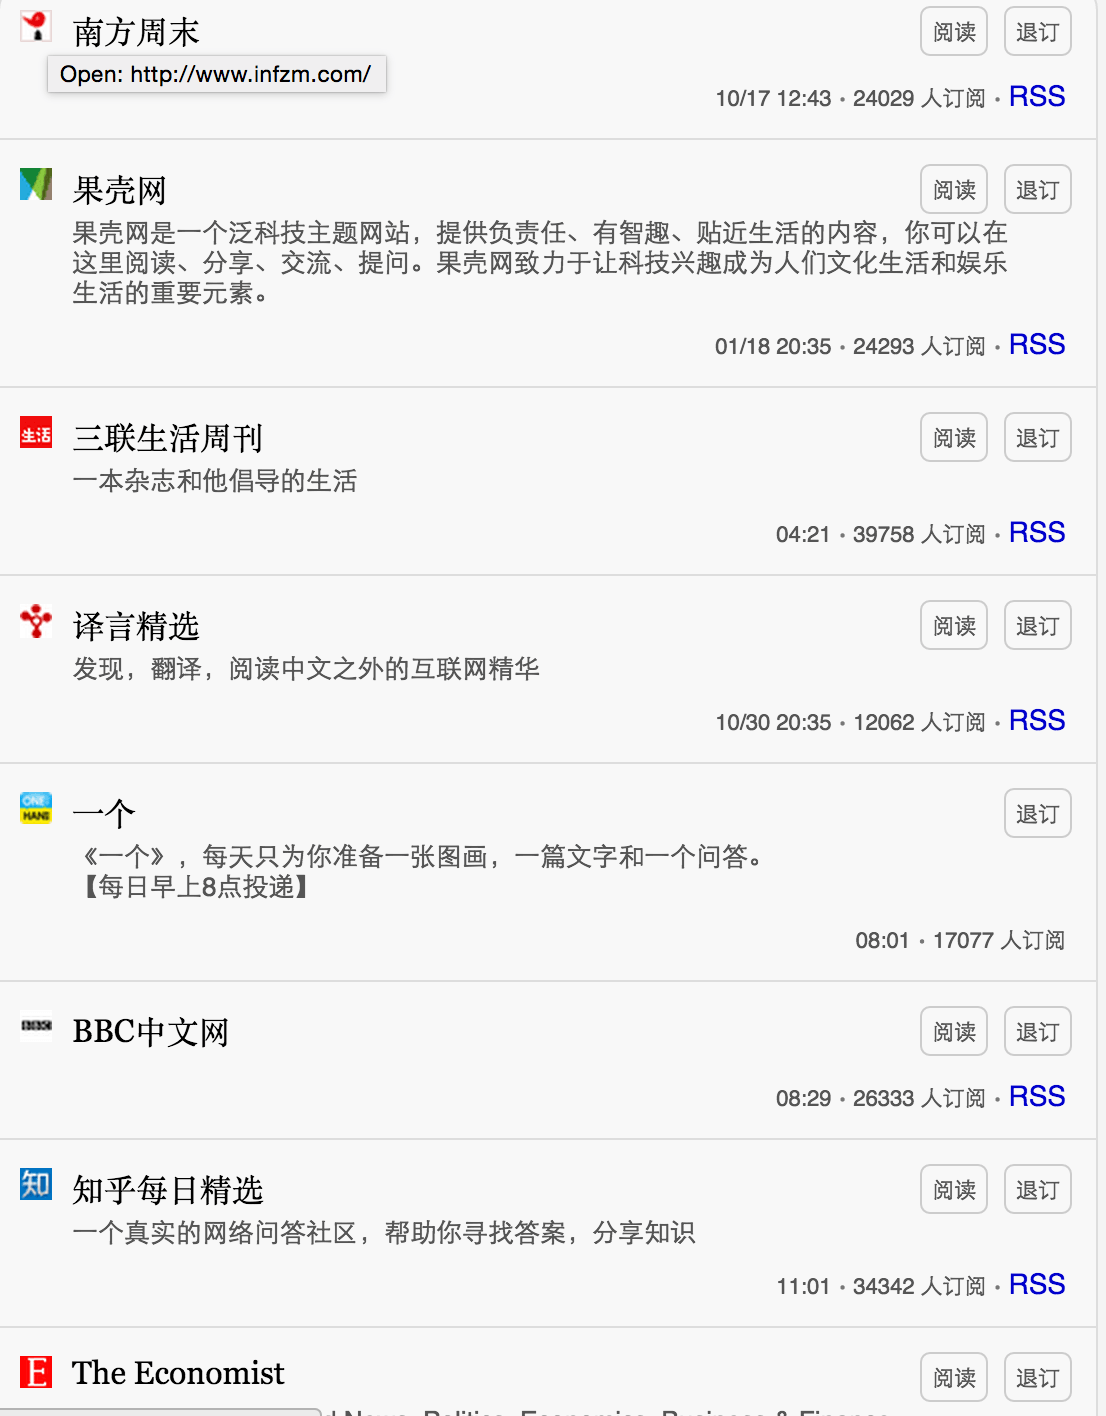 南方周末
阅读 退订
Open: http://www.infzm.com/
10/17 12:43 • 24029 人订阅 • RSS
果壳网
阅读 退订
果壳网是一个泛科技主题网站，提供负责任、有智趣、贴近生活的内容，你可以在
这里阅读、分享、交流、提问。果壳网致力于让科技兴趣成为人们文化生活和娱乐
生活的重要元素。
01/18 20:35 • 24293 人订阅 • RSS
生活
三联生活周刊
阅读 退订
一本杂志和他倡导的生活
04:21 • 39758 人订阅 • RSS
译言精选
阅读 退订
发现，翻译，阅读中文之外的互联网精华
10/30 20:35 • 12062 人订阅 • RSS
ONE
HANS
一个
退订
《一个》，每天只为你准备一张图画，一篇文字和一个问答。
【每日早上8点投递】
08:01 • 17077 人订阅
BBC
BBC中文网
阅读 退订
08:29 • 26333 人订阅 • RSS
知
知乎每日精选
阅读 退订
一个真实的网络问答社区，帮助你寻找答案，分享知识
11:01 • 34342 人订阅 • RSS
E
The Economist
阅读 退订
News, Politics, Economics, Business & Finance